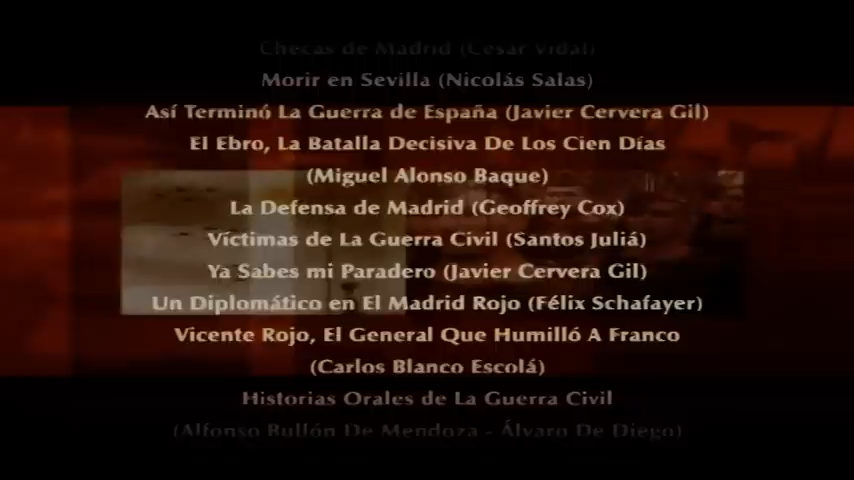 Checas de Madrid (Cesar Vidal)
Morir en Sevilla (Nicolás Salas)
Así Terminó La Guerra de España (Javier Cervera Gil)
El Ebro, La Batalla Decisiva De Los Cien Días
(Miguel Alonso Baque)
La Defensa de Madrid (Geoffrey Cox)
Víctimas de La Guerra Civil (Santos Juliá)
Ya Sabes mi Paradero (Javier Cervera Gil)
Un Diplomático en El Madrid Rojo (Félix Schafayer)
Vicente Rojo, El General Que Humilló A Franco
(Carlos Blanco Escolá)
Historias Orales de La Guerra Civil
(Alfonso Bullón De Mendoza - Álvaro De Diego)